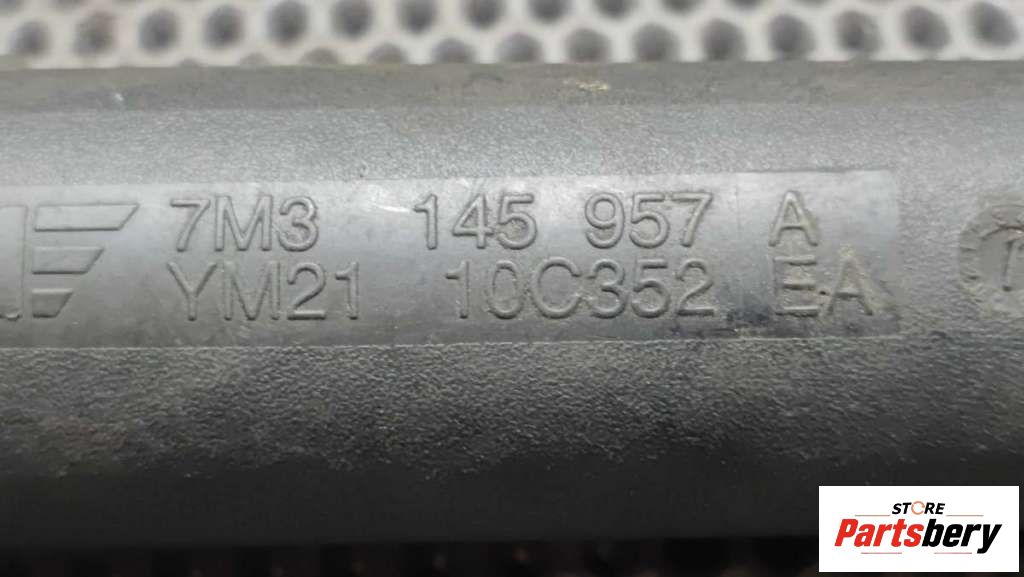 7M3 145 957 A
YM21 10C352 EA
STORE
Partsbery